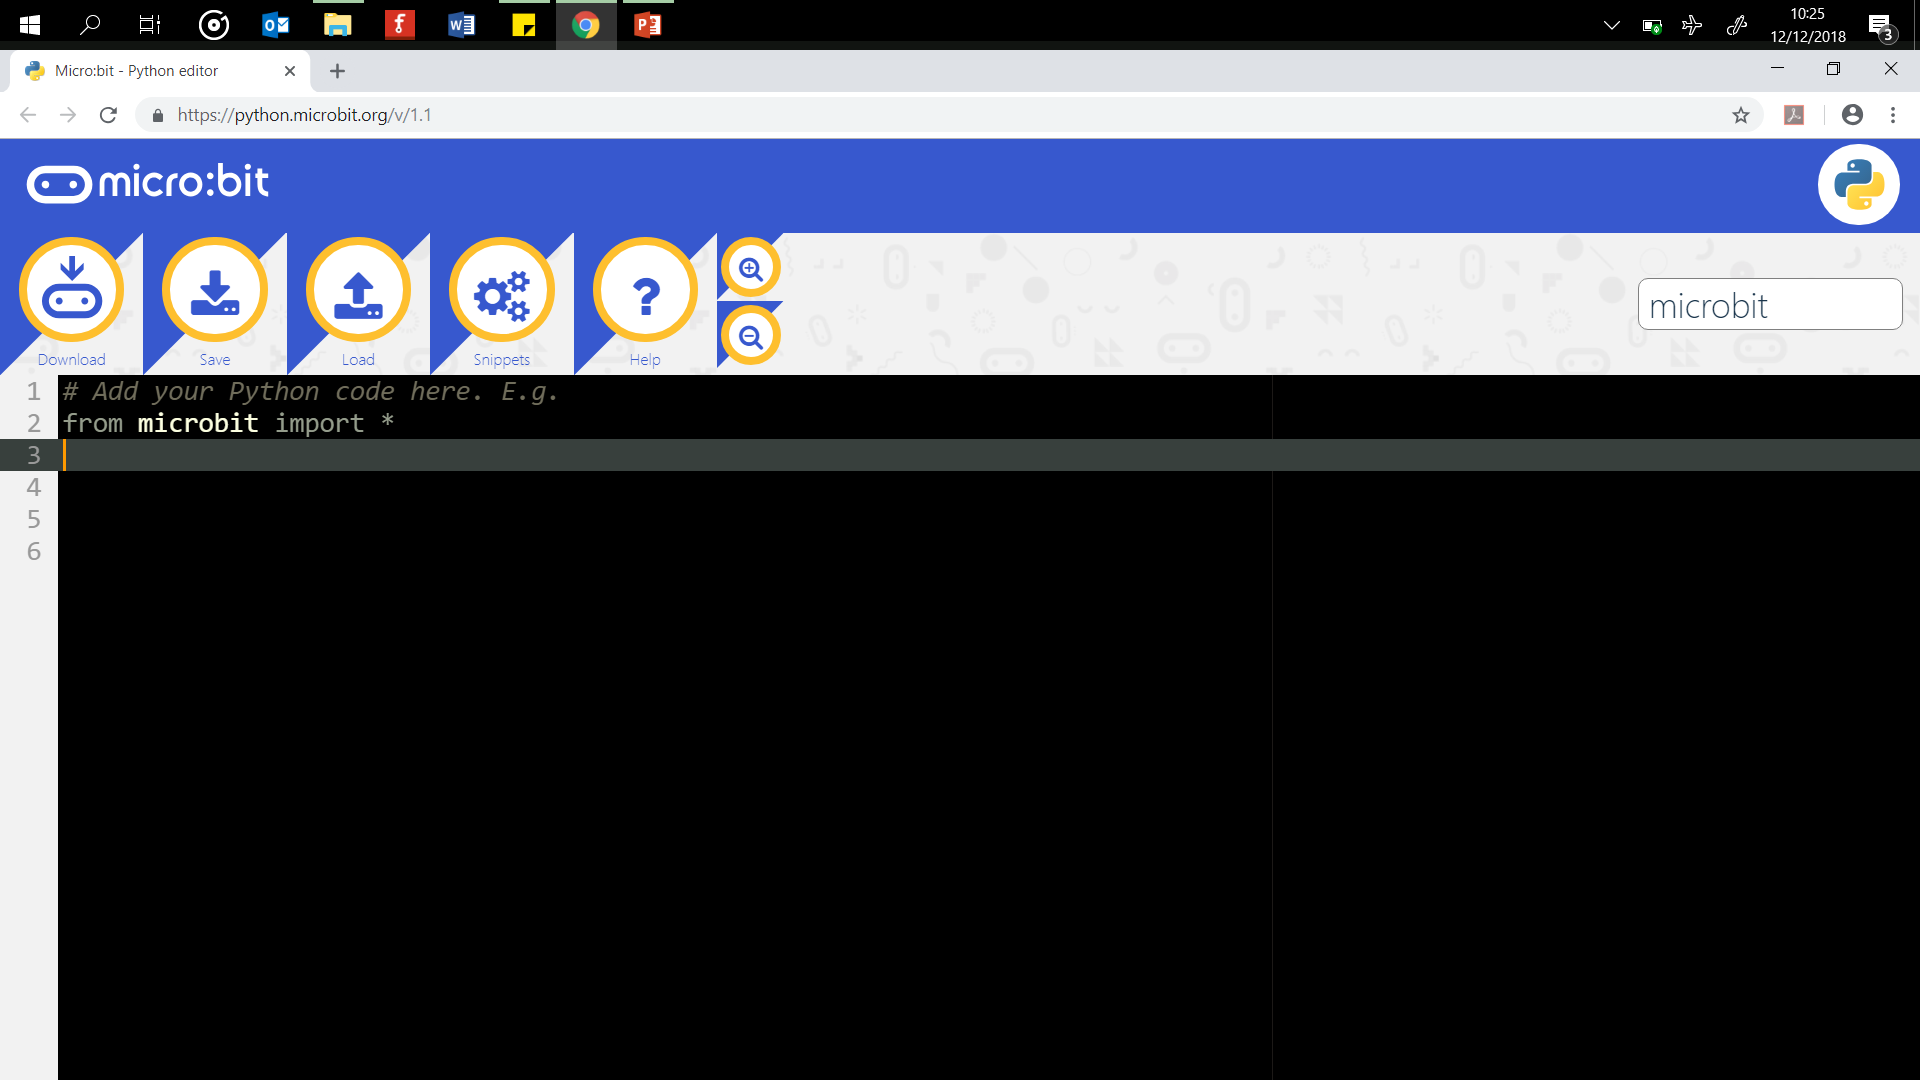 10:25
12/12/2018
3
Micro:bit - Python editor
https://python.microbit.org/v/1.1
micro:bit
Download
Save
Load
Snippets
Help
microbit
1 # Add your Python code here. E.g.
2 from microbit import *
3
4
5
6